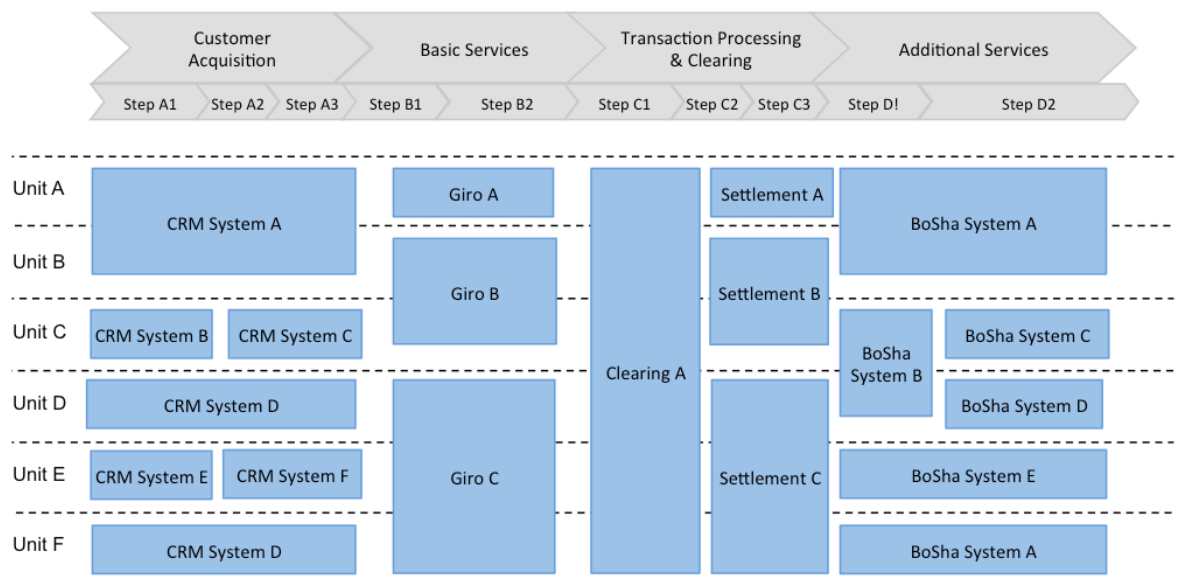 Customer
Acquisition
Basic Services
Transaction Processing
& Clearing
Additional Services
Step A1
Step A2
Step A3
Step B1
Step B2
Step C1
Step C2
Step C3
Step D!
Step D2
Unit A
CRM System A
Giro A
Settlement A
BoSha System A
Unit B
Giro B
Settlement B
Unit C
CRM System B
CRM System C
Clearing A
BoSha
System B
BoSha System C
Unit D
CRM System D
BoSha System D
Unit E
CRM System E
CRM System F
Giro C
Settlement C
BoSha System E
Unit F
CRM System D
BoSha System A